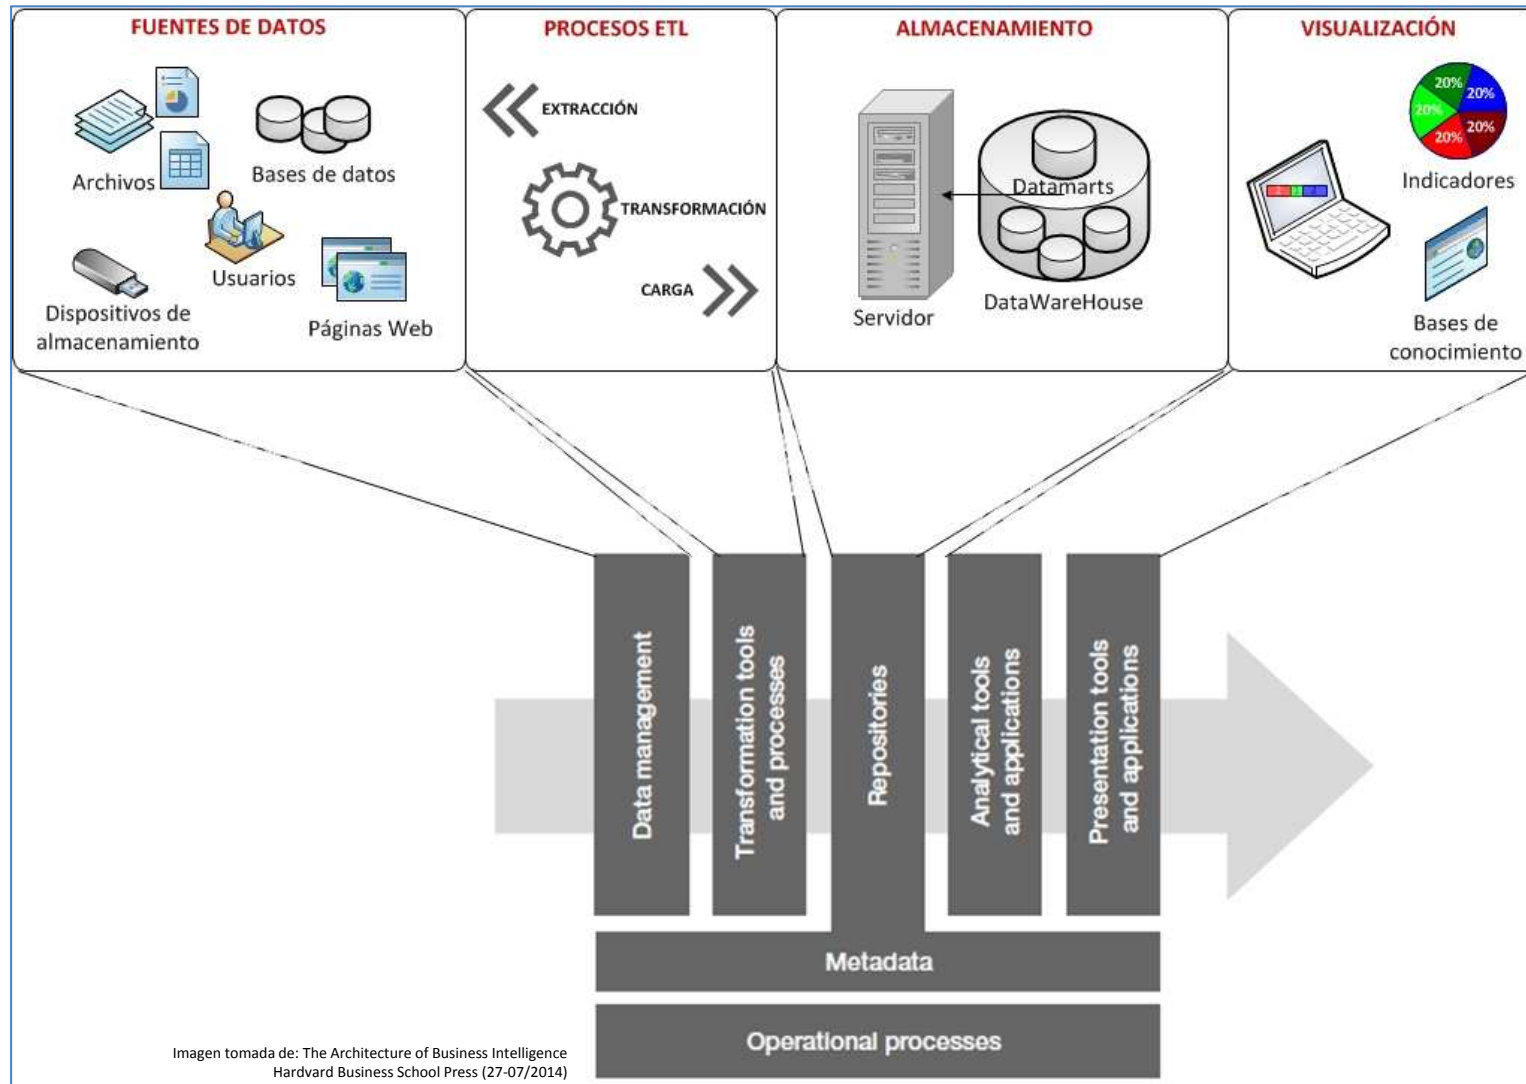 FUENTES DE DATOS
Archivos
Bases de datos
Usuarios
Dispositivos de
almacenamiento
Páginas Web
PROCESOS ETL
EXTRACCIÓN
TRANSFORMACIÓN
CARGA
ALMACENAMIENTO
Servidor
Datamarts
DataWareHouse
VISUALIZACIÓN
20%
20%
20%
20%
20%
Indicadores
Bases de
conocimiento
Data management
Transformation tools
and processes
Repositories
Analytical tools
and applications
Presentation tools
and applications
Metadata
Operational processes
Imagen tomada de: The Architecture of Business Intelligence
Hardvard Business School Press (27-07/2014)